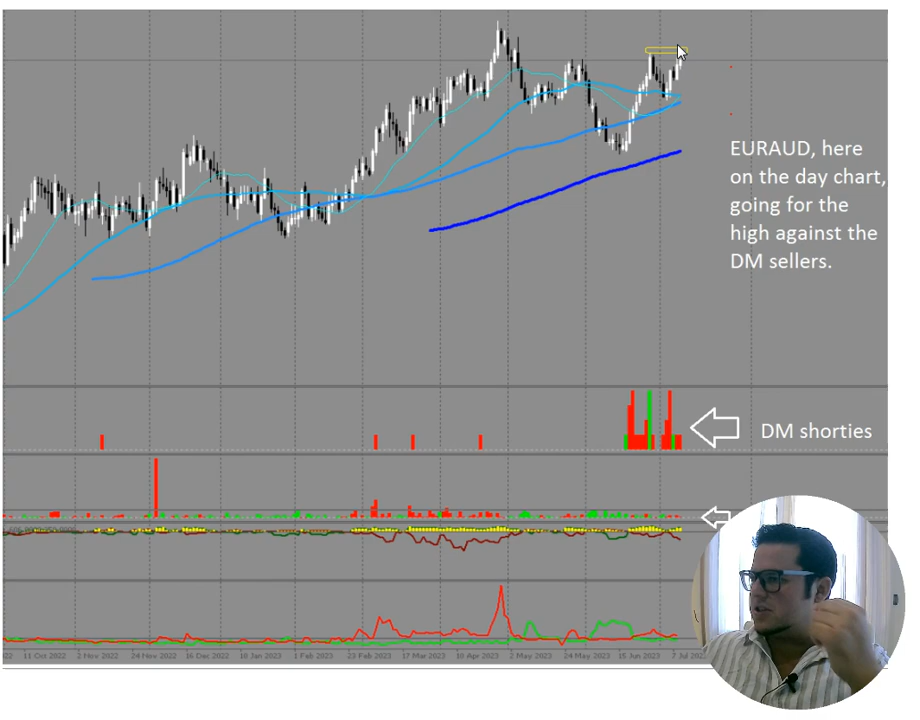 EURAUD, here
on the day chart,
going for the
high against the
DM sellers.
DM shorties
11 Oct 2022 2 Nov 2022 24 Nov 2022 16 Dec 2022 10 Jan 2023 1 Feb 2023 23 Feb 2023 17 Mar 2023 10 Apr 2023 2 May 2023 24 May 2023 15 Jun 2023 7 Jul